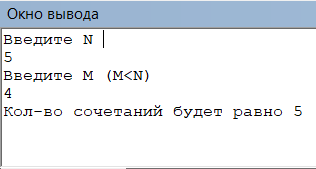 Окно вывода
Введите N
5
Введите M (M<N)
4
Кол-во сочетаний будет равно 5